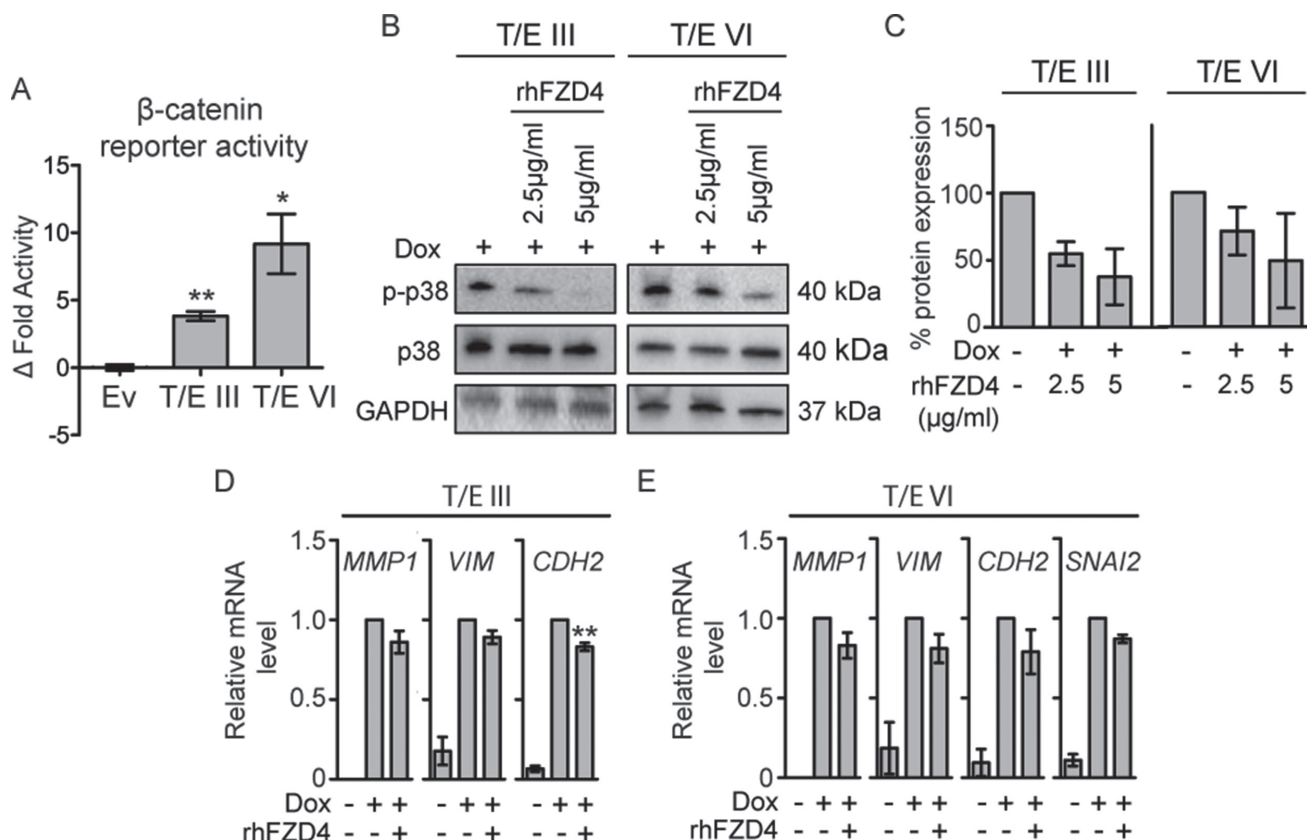 A
β-catenin
reporter activity
Δ Fold Activity
15
10
5
0
-5
**
*
Ev T/E III T/E VI
B
T/E III T/E VI
rhFZD4 rhFZD4
2.5µg/ml 5µg/ml 2.5µg/ml 5µg/ml
Dox + + + + + +
p-p38 40 kDa
p38 40 kDa
GAPDH 37 kDa
C
T/E III T/E VI
% protein expression
150
100
50
0
Dox - + + - + +
rhFZD4 - 2.5 5 - 2.5 5
(µg/ml)
D
T/E III
Relative mRNA
level
1.5
1.0
0.5
0
MMP1 VIM CDH2
**
Dox - + + - + + - + +
rhFZD4 - - + - - + - - +
E
T/E VI
Relative mRNA
level
1.5
1.0
0.5
0
MMP1 VIM CDH2 SNAI2
Dox - + + - + + - + + - + +
rhFZD4 - - + - - + - - + - - +